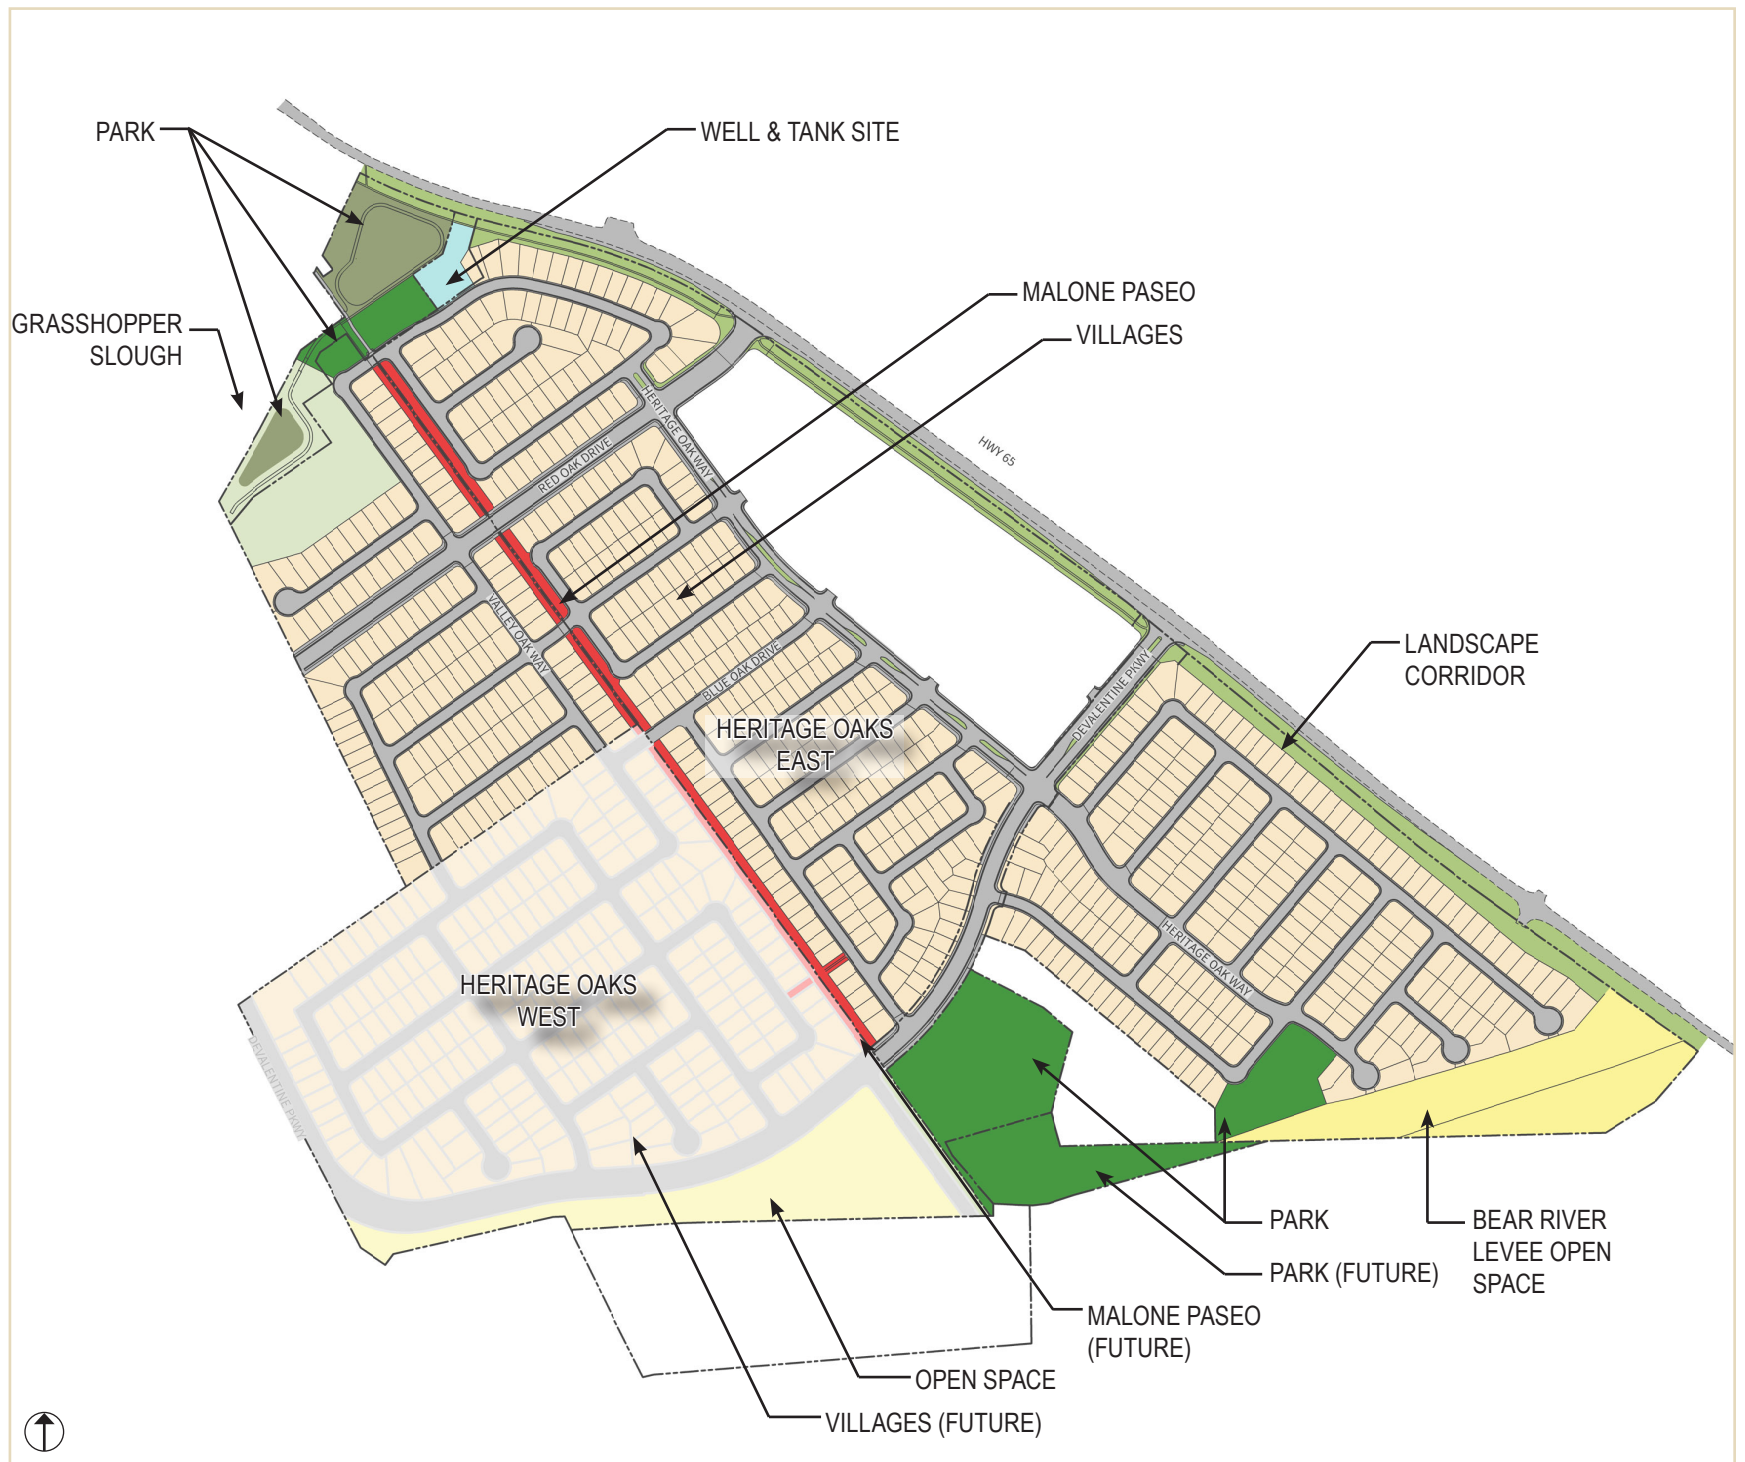 PARK
WELL & TANK SITE
MALONE PASEO
VILLAGES
GRASSHOPPER
SLOUGH
HERITAGE OAK WAY
RED OAK DRIVE
HWY 65
VALLEY OAK WAY
BLUE OAK DRIVE
DEVALENTINE PKWY
LANDSCAPE
CORRIDOR
HERITAGE OAKS
EAST
HERITAGE OAK WAY
HERITAGE OAKS
WEST
DEVALENTINE PKWY
PARK
BEAR RIVER
LEVEE OPEN
SPACE
PARK (FUTURE)
MALONE PASEO
(FUTURE)
OPEN SPACE
VILLAGES (FUTURE)